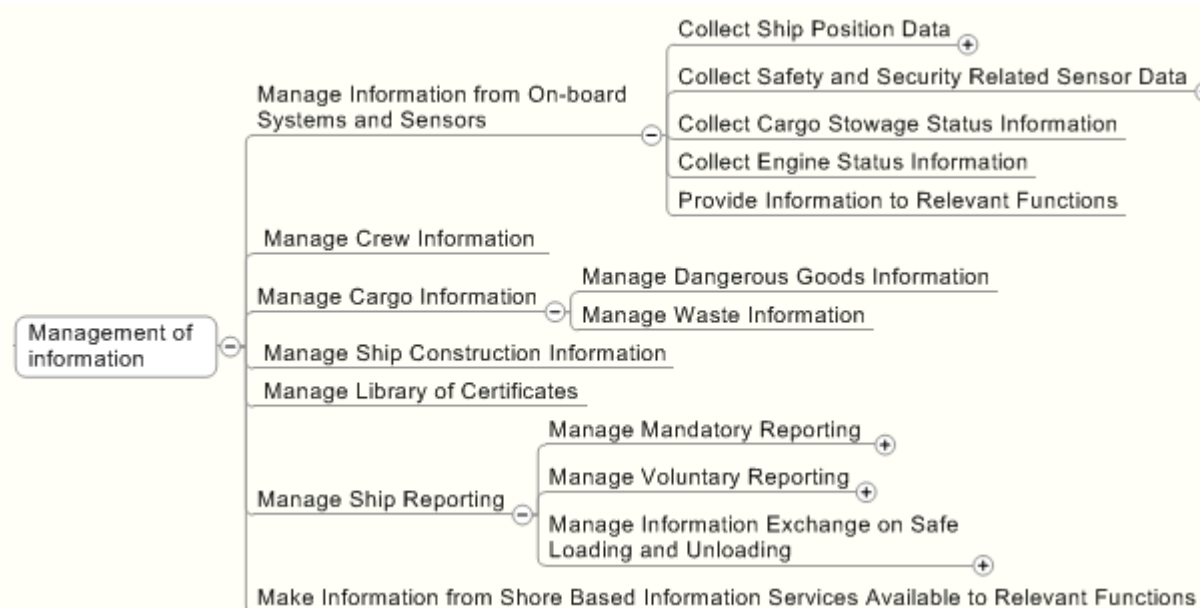 Collect Ship Position Data
Collect Safety and Security Related Sensor Data
Manage Information from On-board
Systems and Sensors
Collect Cargo Stowage Status Information
Collect Engine Status Information
Provide Information to Relevant Functions
Manage Crew Information
Manage Cargo Information
Manage Dangerous Goods Information
Manage Waste Information
Management of
information
Manage Ship Construction Information
Manage Library of Certificates
Manage Ship Reporting
Manage Mandatory Reporting
Manage Voluntary Reporting
Manage Information Exchange on Safe
Loading and Unloading
Make Information from Shore Based Information Services Available to Relevant Functions